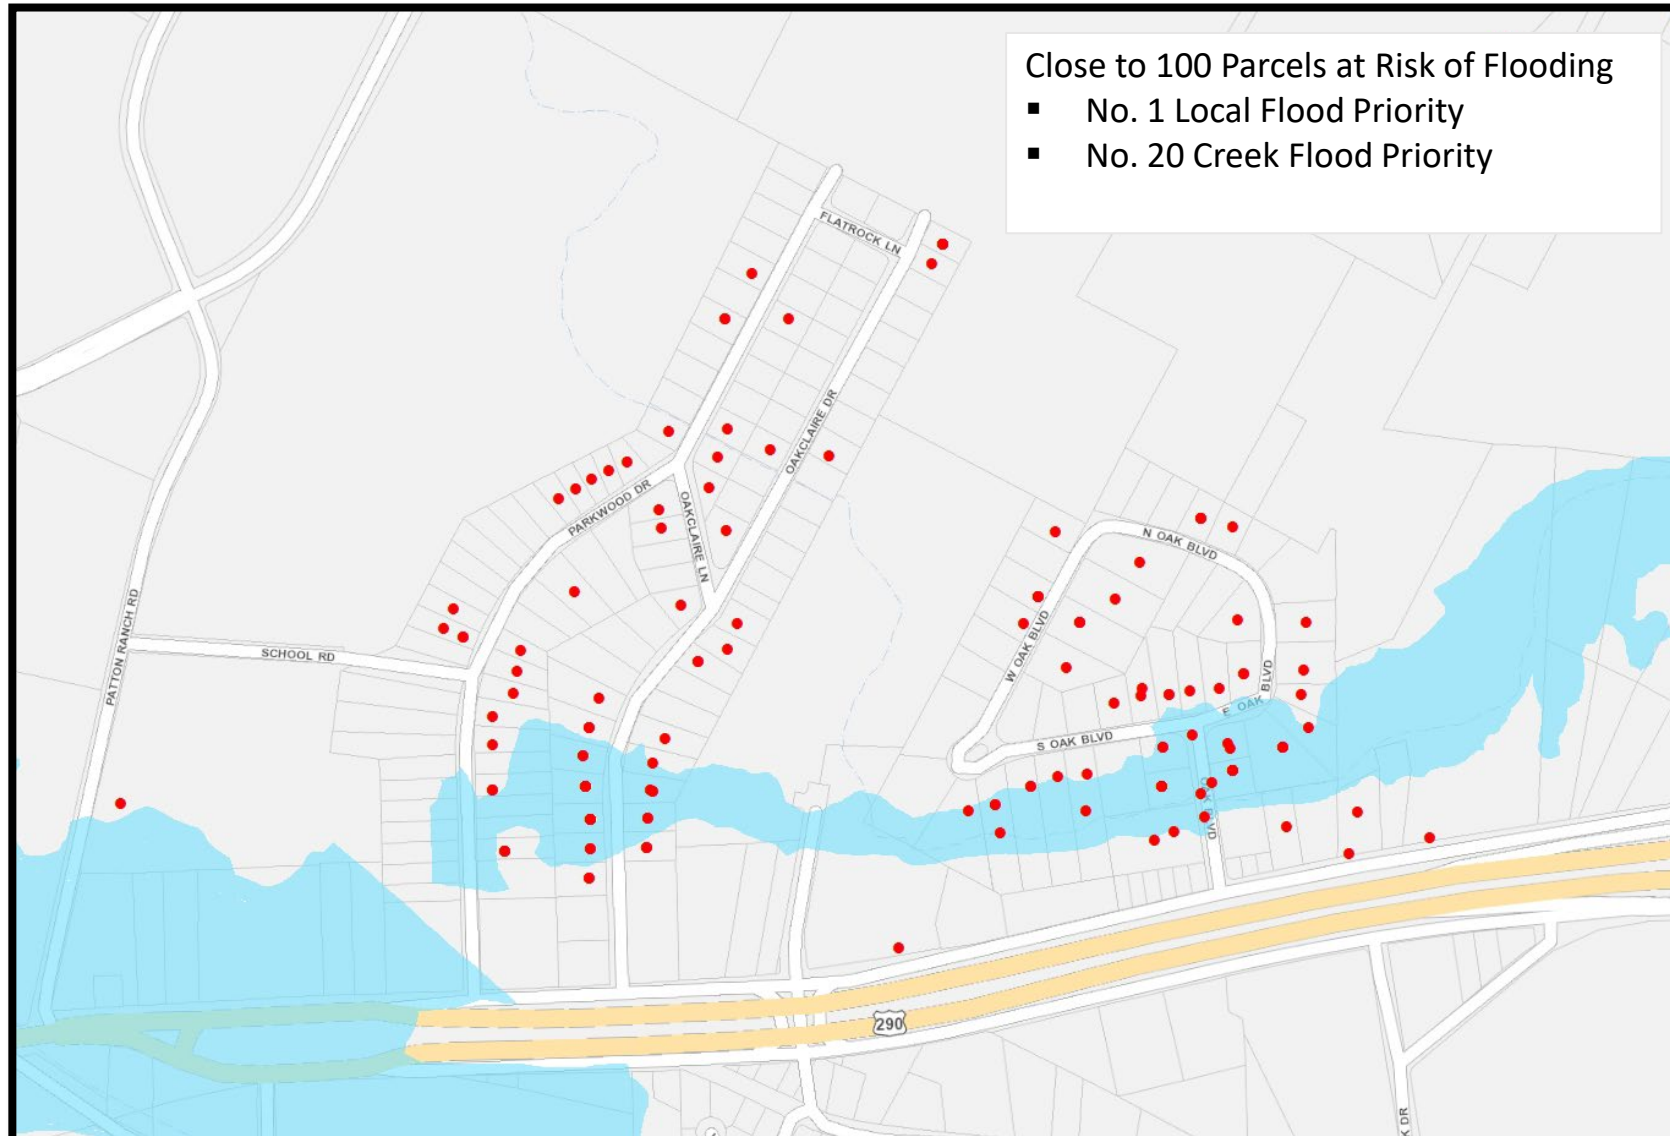 Close to 100 Parcels at Risk of Flooding
▪ No. 1 Local Flood Priority
▪ No. 20 Creek Flood Priority
FLATROCK LN
OAKCLAIRE DR
PARKWOOD DR
OAKCLAIRE LN
N OAK BLVD
W OAK BLVD
PATTON RANCH RD
SCHOOL RD
E OAK BLVD
S OAK BLVD
OAK BLVD
290